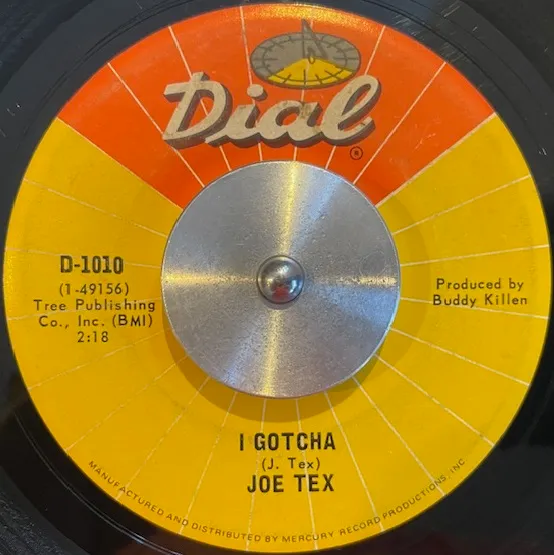 Dial
®
D-1010
(1-49156)
Tree Publishing
Co., Inc. (BMI)
2:18
Produced by
Buddy Killen
I GOTCHA
(J. Tex)
JOE TEX
MANUFACTURED AND DISTRIBUTED BY MERCURY RECORD PRODUCTIONS, INC.